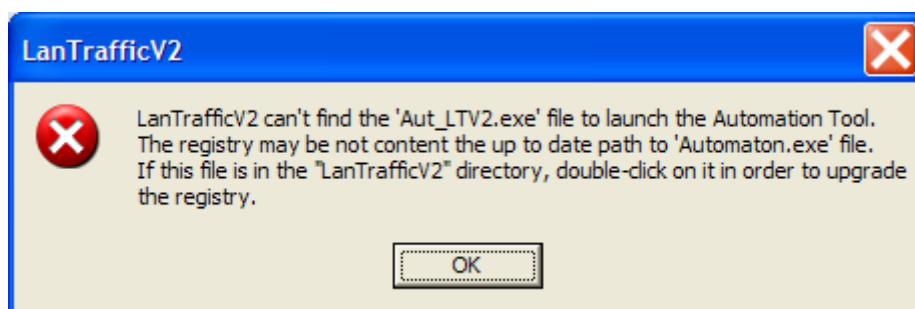 LanTrafficV2
LanTrafficV2 can't find the 'Aut_LTV2.exe' file to launch the Automation Tool.
The registry may be not content the up to date path to 'Automaton.exe' file.
If this file is in the "LanTrafficV2" directory, double-click on it in order to upgrade
the registry.
OK